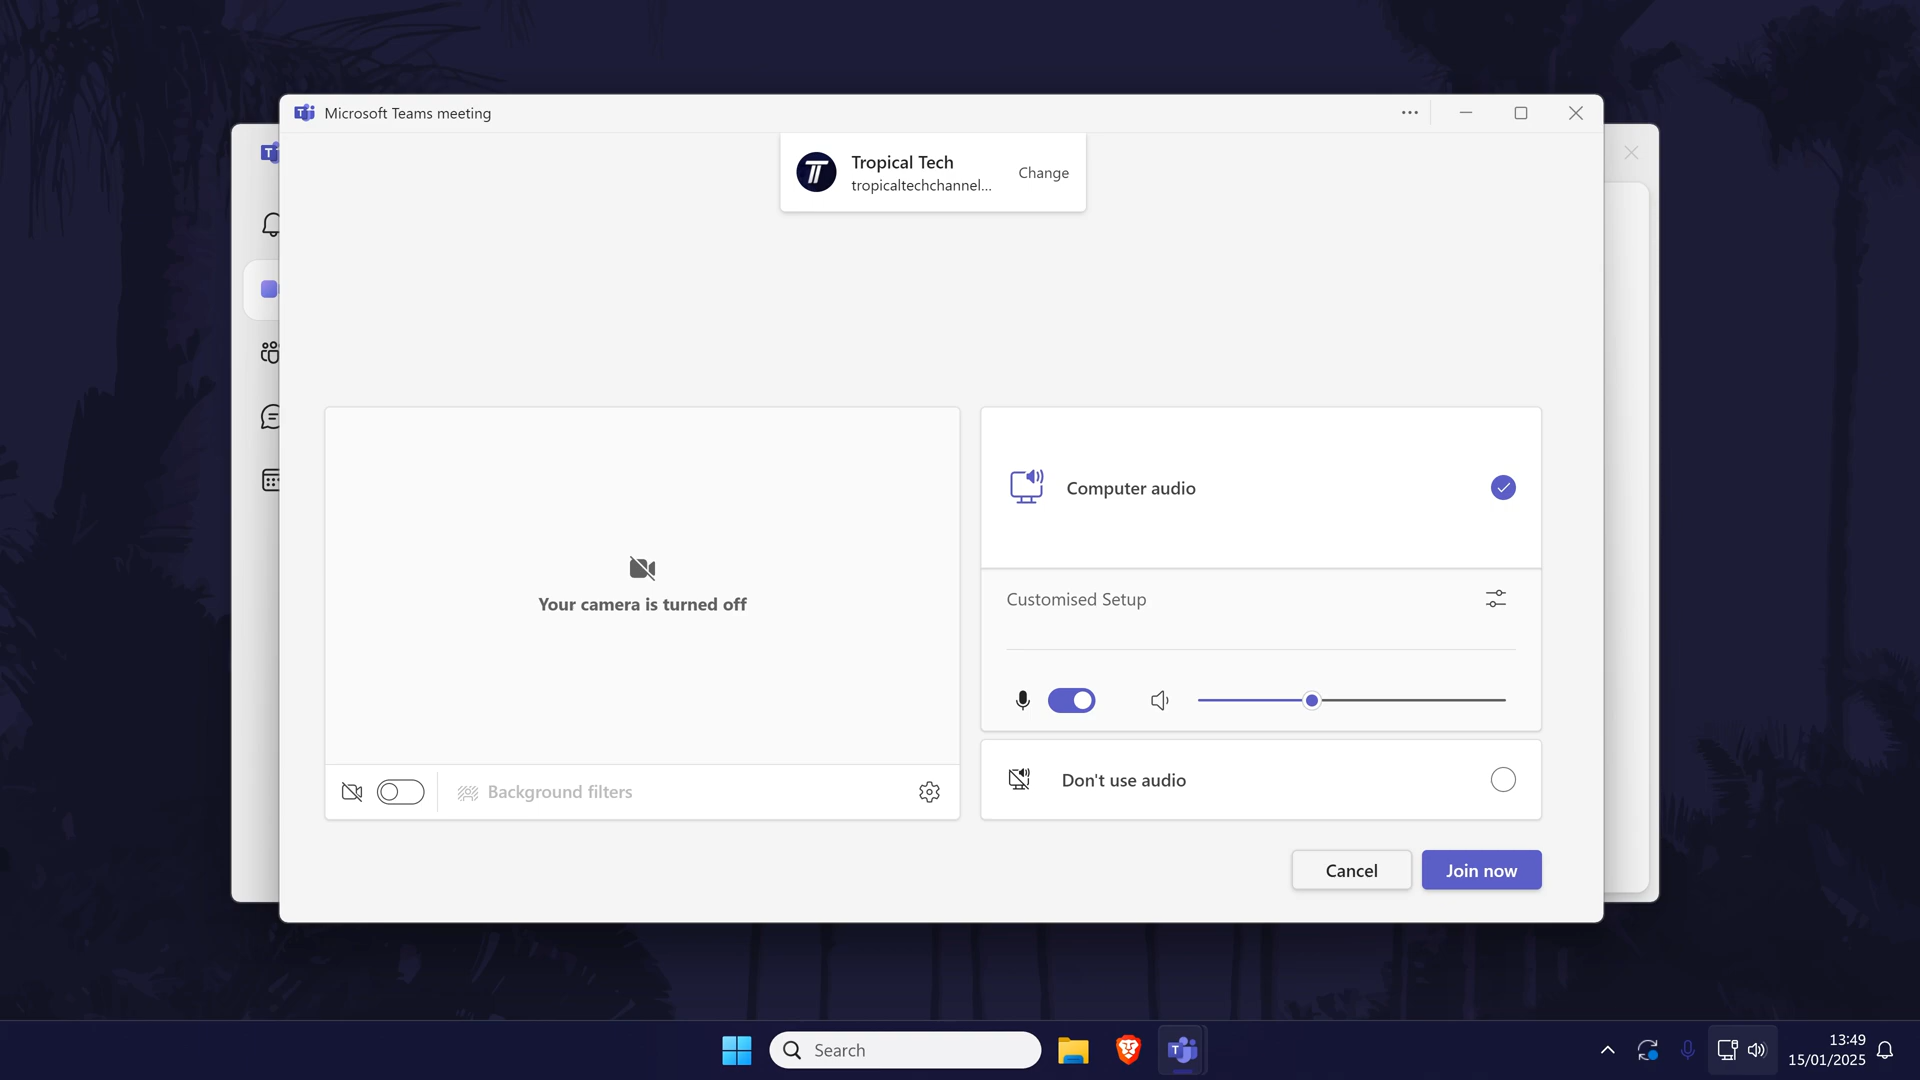 Microsoft Teams meeting
Tropical Tech
tropicaltechchannel...
Change
Your camera is turned off
Background filters
Computer audio
Customised Setup
Don't use audio
Cancel
Join now
Search
13:49
15/01/2025